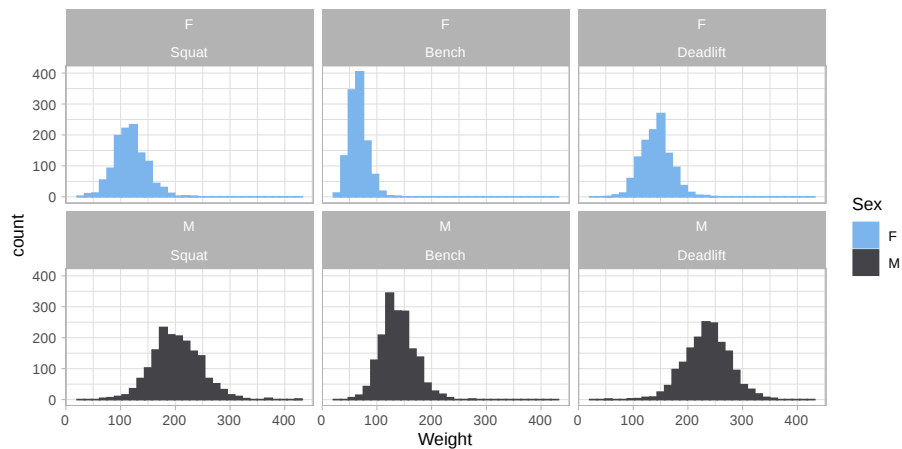 F F F
Squat Bench Deadlift
400
300
200
100
0
M M M
Squat Bench Deadlift
400
300
200
100
0
0 100 200 300 400 0 100 200 300 400 0 100 200 300 400
Weight
count
Sex
F
M